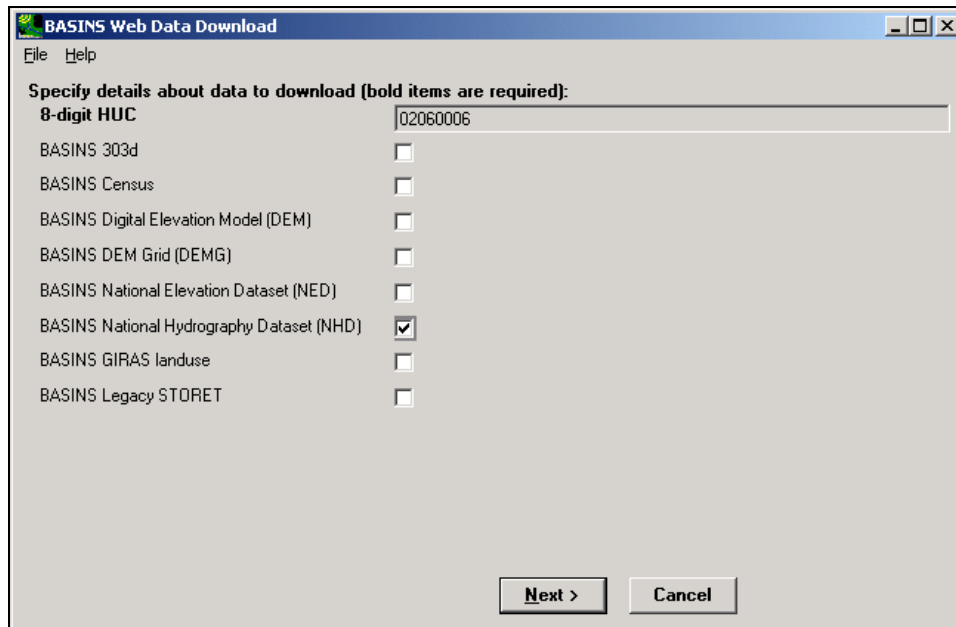 BASINS Web Data Download
File Help
Specify details about data to download (bold items are required):
8-digit HUC 02060006
BASINS 303d
BASINS Census
BASINS Digital Elevation Model (DEM)
BASINS DEM Grid (DEMG)
BASINS National Elevation Dataset (NED)
BASINS National Hydrography Dataset (NHD)
BASINS GIRAS landuse
BASINS Legacy STORET
Next > Cancel